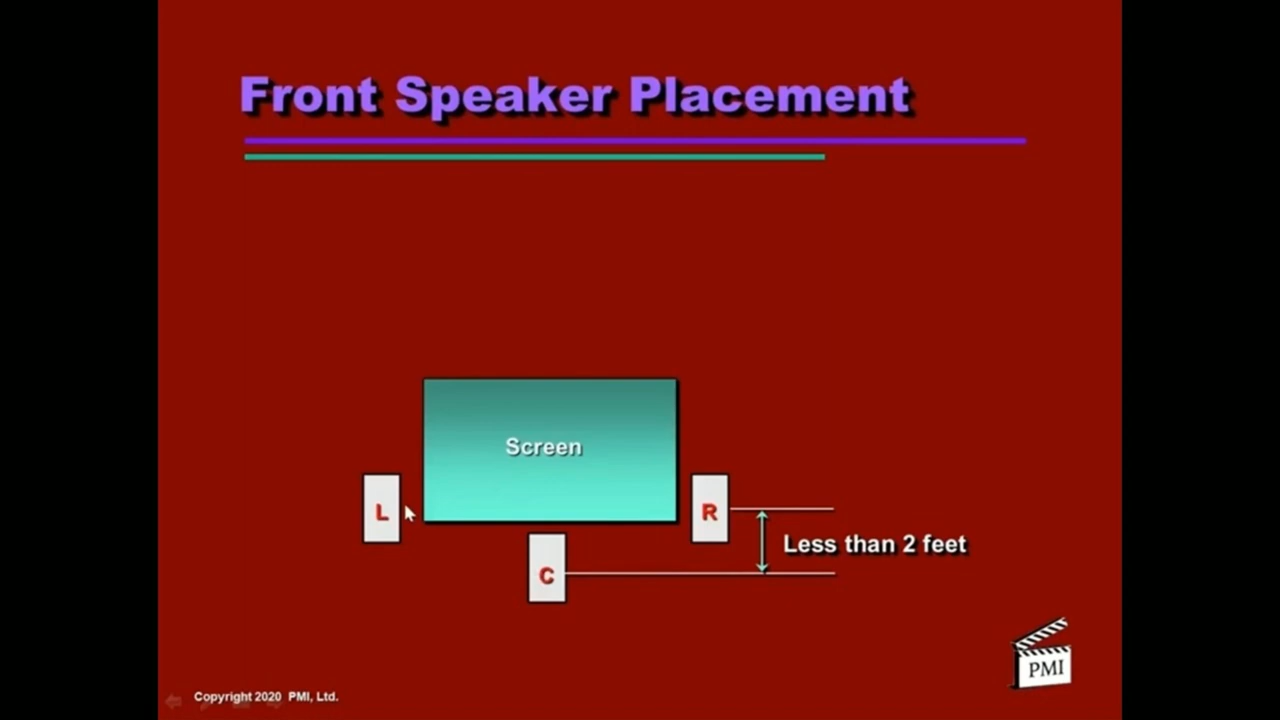 Front Speaker Placement
Screen
L
R
Less than 2 feet
C
PMI
Copyright 2020 PMI, Ltd.